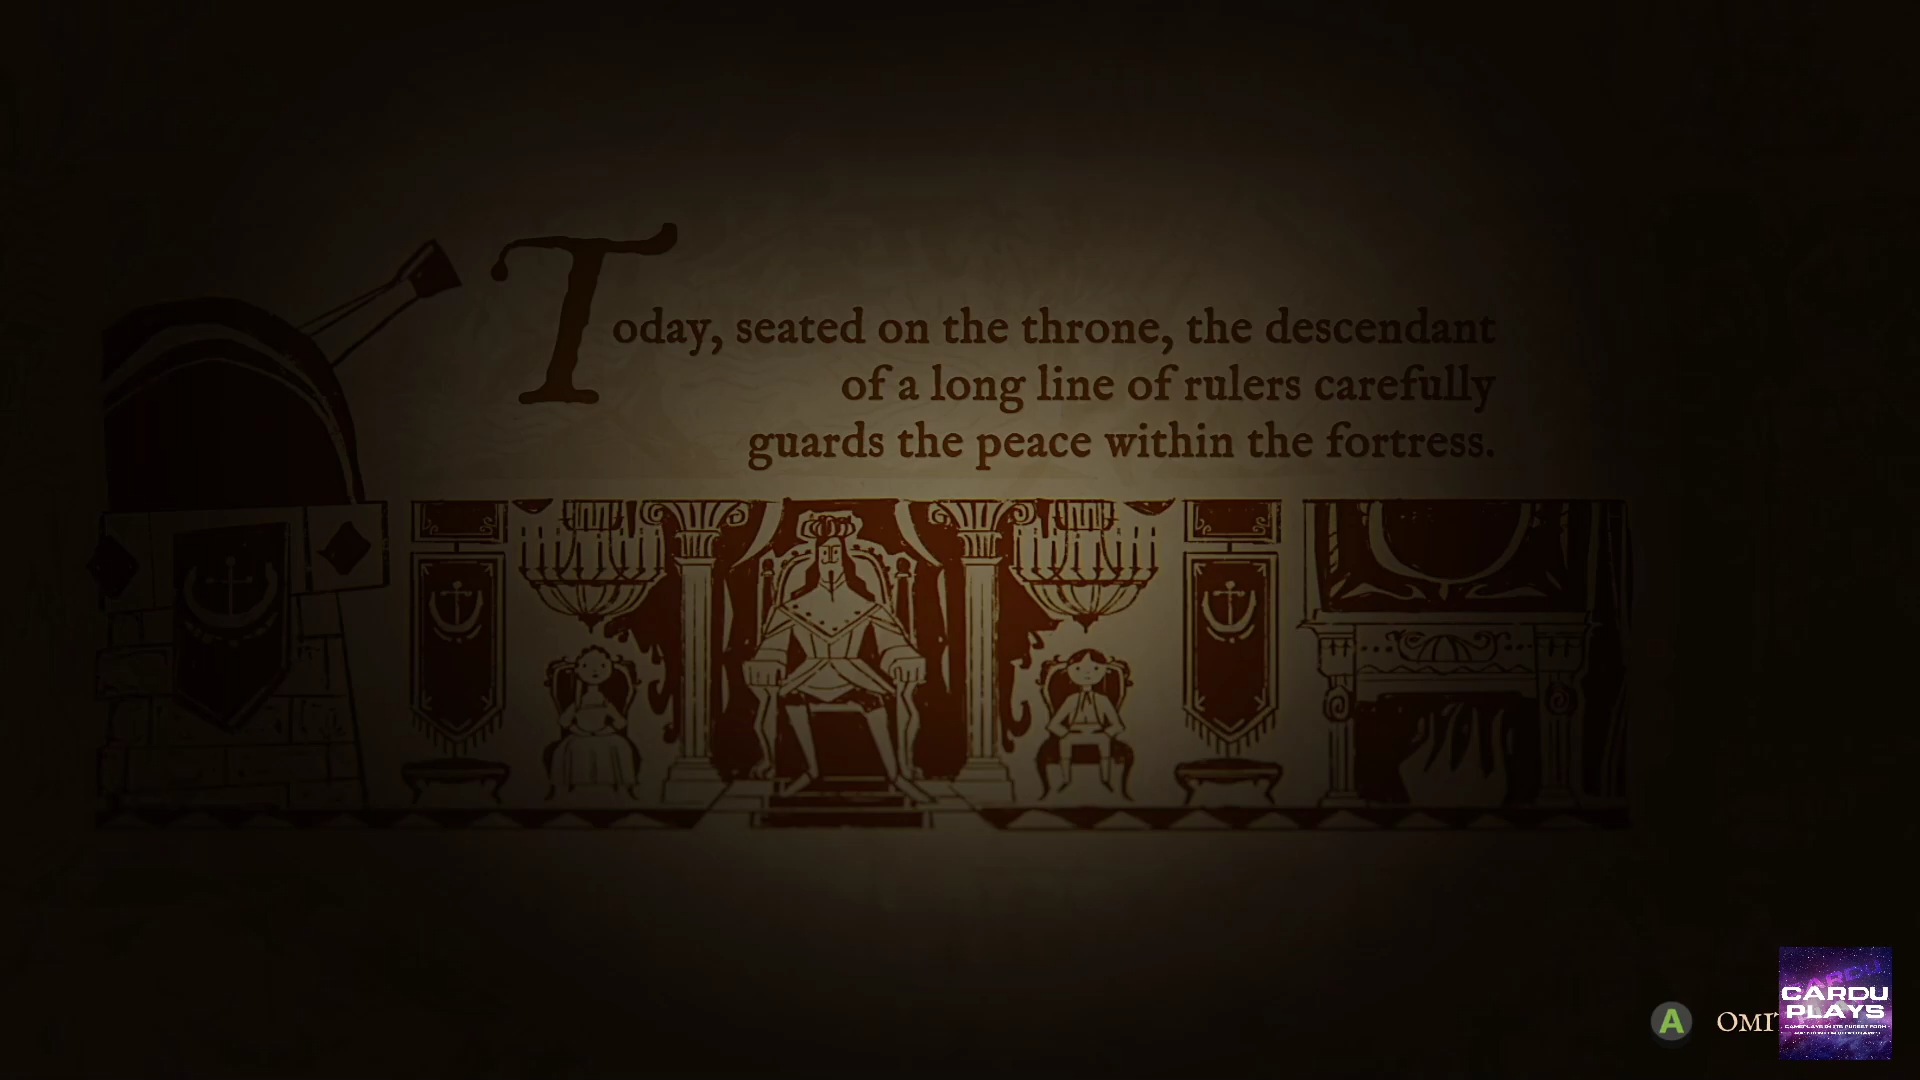 Today, seated on the throne, the descendant
of a long line of rulers carefully
guards the peace within the fortress.
A
CARDU
PLAYS